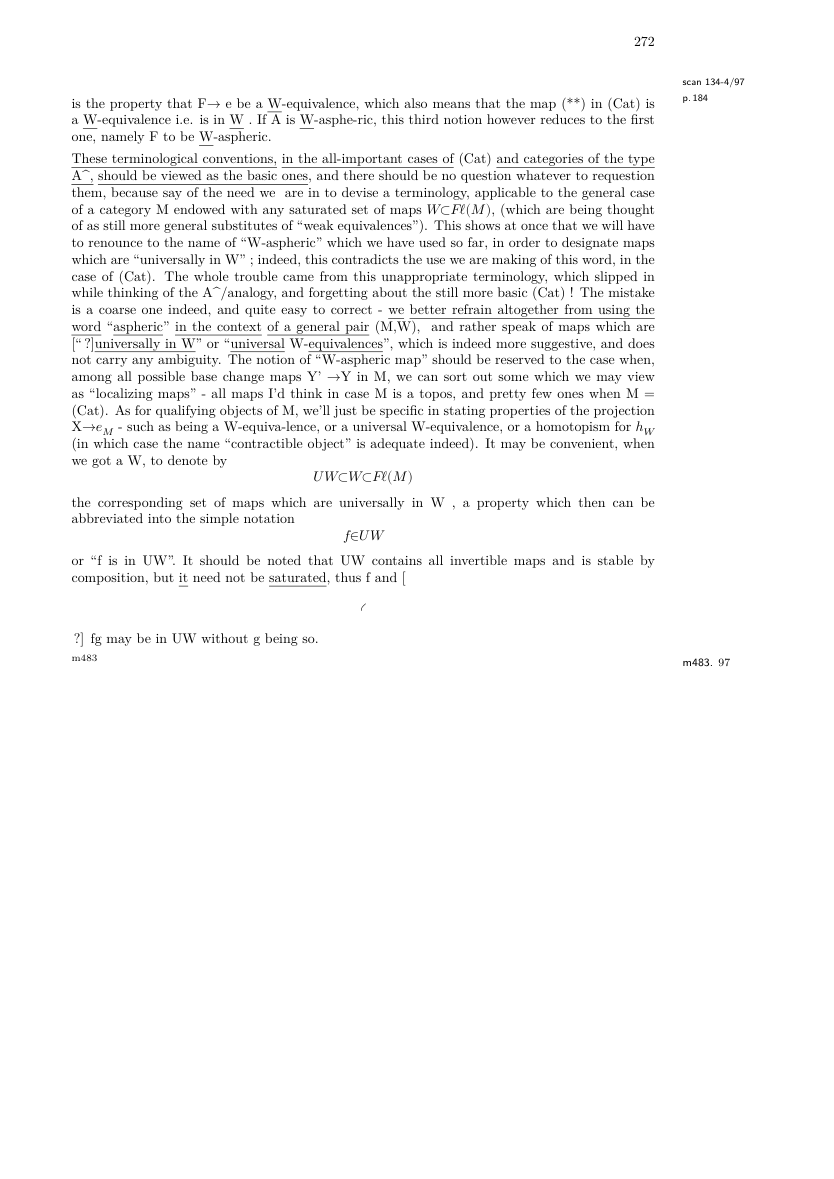 272
scan 134-4/97
is the property that F→ e be a W-equivalence, which also means that the map (**) in (Cat) is
p. 184
a W-equivalence i.e. is in W . If A is W-asphe-ric, this third notion however reduces to the first
one, namely F to be W-aspheric.
These terminological conventions, in the all-important cases of (Cat) and categories of the type
A^, should be viewed as the basic ones, and there should be no question whatever to requestion
them, because say of the need we are in to devise a terminology, applicable to the general case
of a category M endowed with any saturated set of maps W⊂Fℓ(M), (which are being thought
of as still more general substitutes of “weak equivalences”). This shows at once that we will have
to renounce to the name of “W-aspheric” which we have used so far, in order to designate maps
which are “universally in W” ; indeed, this contradicts the use we are making of this word, in the
case of (Cat). The whole trouble came from this unappropriate terminology, which slipped in
while thinking of the A^/analogy, and forgetting about the still more basic (Cat) ! The mistake
is a coarse one indeed, and quite easy to correct - we better refrain altogether from using the
word “aspheric” in the context of a general pair (M,W), and rather speak of maps which are
[“ ?]universally in W” or “universal W-equivalences”, which is indeed more suggestive, and does
not carry any ambiguity. The notion of “W-aspheric map” should be reserved to the case when,
among all possible base change maps Y’ →Y in M, we can sort out some which we may view
as “localizing maps” - all maps I’d think in case M is a topos, and pretty few ones when M =
(Cat). As for qualifying objects of M, we’ll just be specific in stating properties of the projection
X→e_M - such as being a W-equiva-lence, or a universal W-equivalence, or a homotopism for h_W
(in which case the name “contractible object” is adequate indeed). It may be convenient, when
we got a W, to denote by
UW⊂W⊂Fℓ(M)
the corresponding set of maps which are universally in W , a property which then can be
abbreviated into the simple notation
f∈UW
or “f is in UW”. It should be noted that UW contains all invertible maps and is stable by
composition, but it need not be saturated, thus f and [
?] fg may be in UW without g being so.
m483
m483. 97